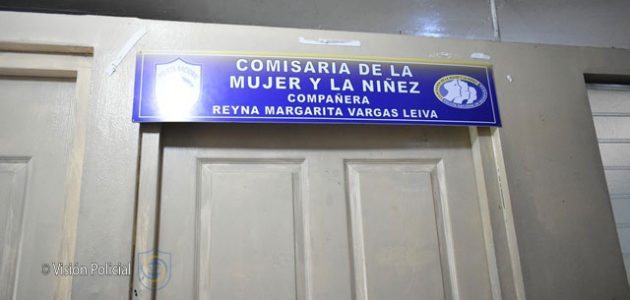 COMISARIA DE LA
MUJER Y LA NIÑEZ
COMPAÑERA
REYNA MARGARITA VARGAS LEIVA
© Visión Policial